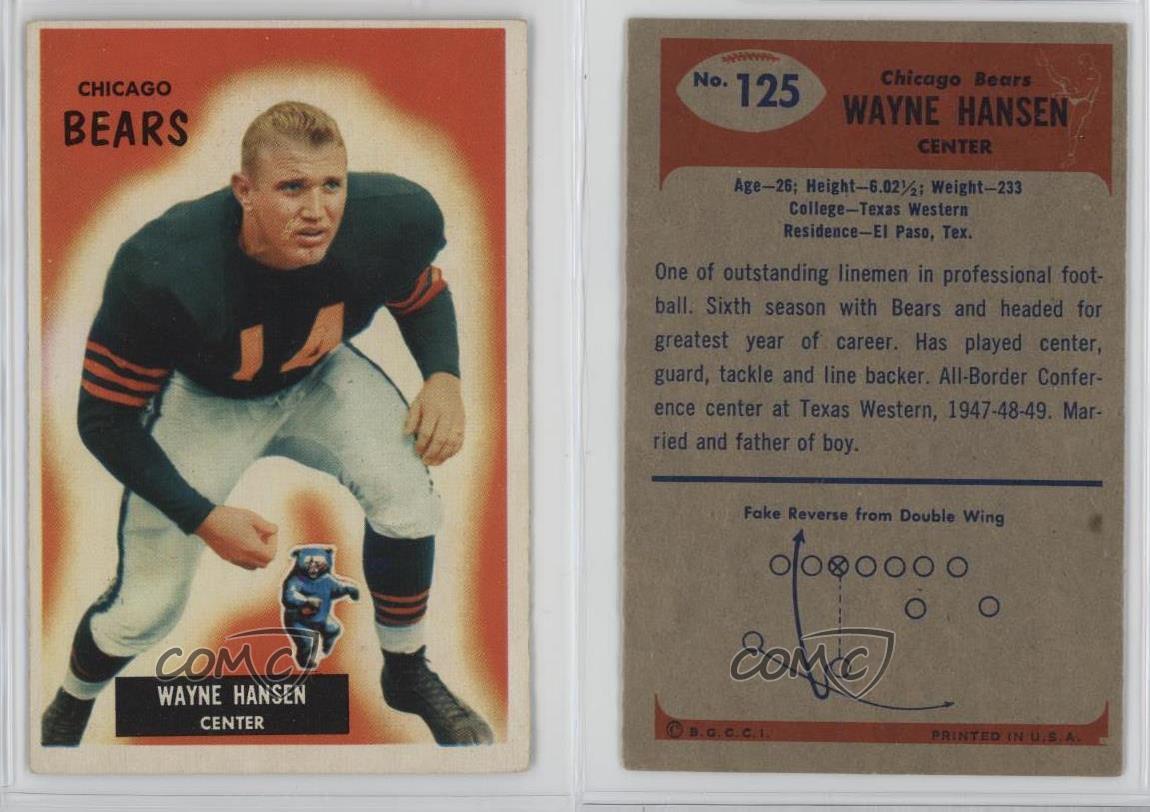 CHICAGO
BEARS
14
WAYNE HANSEN
CENTER
COMC
No. 125
Chicago Bears
WAYNE HANSEN
CENTER
Age—26; Height—6.02½; Weight—233
College—Texas Western
Residence—El Paso, Tex.
One of outstanding linemen in professional foot-
ball. Sixth season with Bears and headed for
greatest year of career. Has played center,
guard, tackle and line backer. All-Border Confer-
ence center at Texas Western, 1947-48-49. Mar-
ried and father of boy.
Fake Reverse from Double Wing
COMC
© B.G.C.C.I.
PRINTED IN U.S.A.